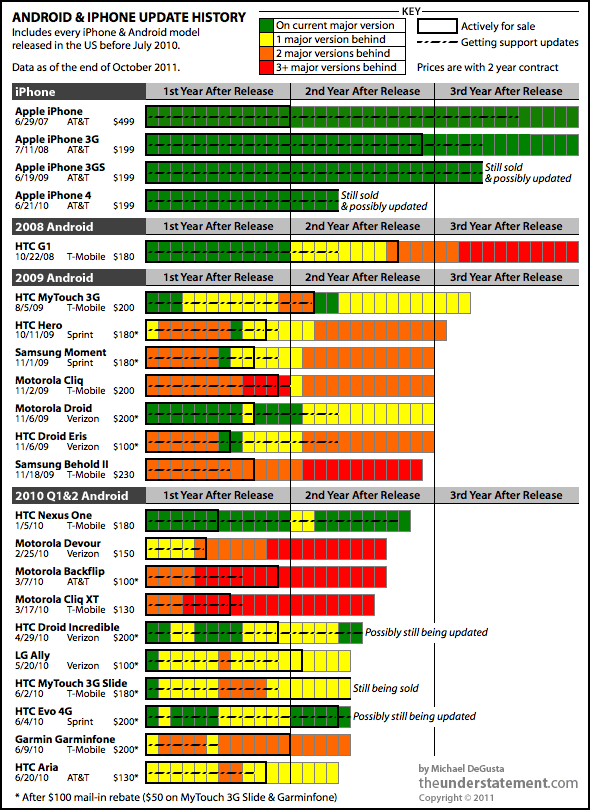 ANDROID & IPHONE UPDATE HISTORY
Includes every iPhone & Android model
released in the US before July 2010.
Data as of the end of October 2011.
KEY
On current major version
1 major version behind
2 major versions behind
3+ major versions behind
Actively for sale
Getting support updates
Prices are with 2 year contract
iPhone 1st Year After Release 2nd Year After Release 3rd Year After Release
Apple iPhone
6/29/07 AT&T $499
Apple iPhone 3G
7/11/08 AT&T $199
Apple iPhone 3GS
6/19/09 AT&T $199
Still sold
& possibly updated
Apple iPhone 4
6/21/10 AT&T $199
Still sold
& possibly updated
2008 Android 1st Year After Release 2nd Year After Release 3rd Year After Release
HTC G1
10/22/08 T-Mobile $180
2009 Android 1st Year After Release 2nd Year After Release 3rd Year After Release
HTC MyTouch 3G
8/5/09 T-Mobile $200
HTC Hero
10/11/09 Sprint $180*
Samsung Moment
11/1/09 Sprint $180*
Motorola Cliq
11/2/09 T-Mobile $200
Motorola Droid
11/6/09 Verizon $200*
HTC Droid Eris
11/6/09 Verizon $100*
Samsung Behold II
11/18/09 T-Mobile $230
2010 Q1&2 Android 1st Year After Release 2nd Year After Release 3rd Year After Release
HTC Nexus One
1/5/10 T-Mobile $180
Motorola Devour
2/25/10 Verizon $150
Motorola Backflip
3/7/10 AT&T $100*
Motorola Cliq XT
3/17/10 T-Mobile $130
HTC Droid Incredible
4/29/10 Verizon $200*
Possibly still being updated
LG Ally
5/20/10 Verizon $100*
HTC MyTouch 3G Slide
6/2/10 T-Mobile $180*
Still being sold
HTC Evo 4G
6/4/10 Sprint $200*
Possibly still being updated
Garmin Garminfone
6/9/10 T-Mobile $200*
HTC Aria
6/20/10 AT&T $130*
* After $100 mail-in rebate ($50 on MyTouch 3G Slide & Garminfone)
by Michael DeGusta
theunderstatement.com
Copyright © 2011